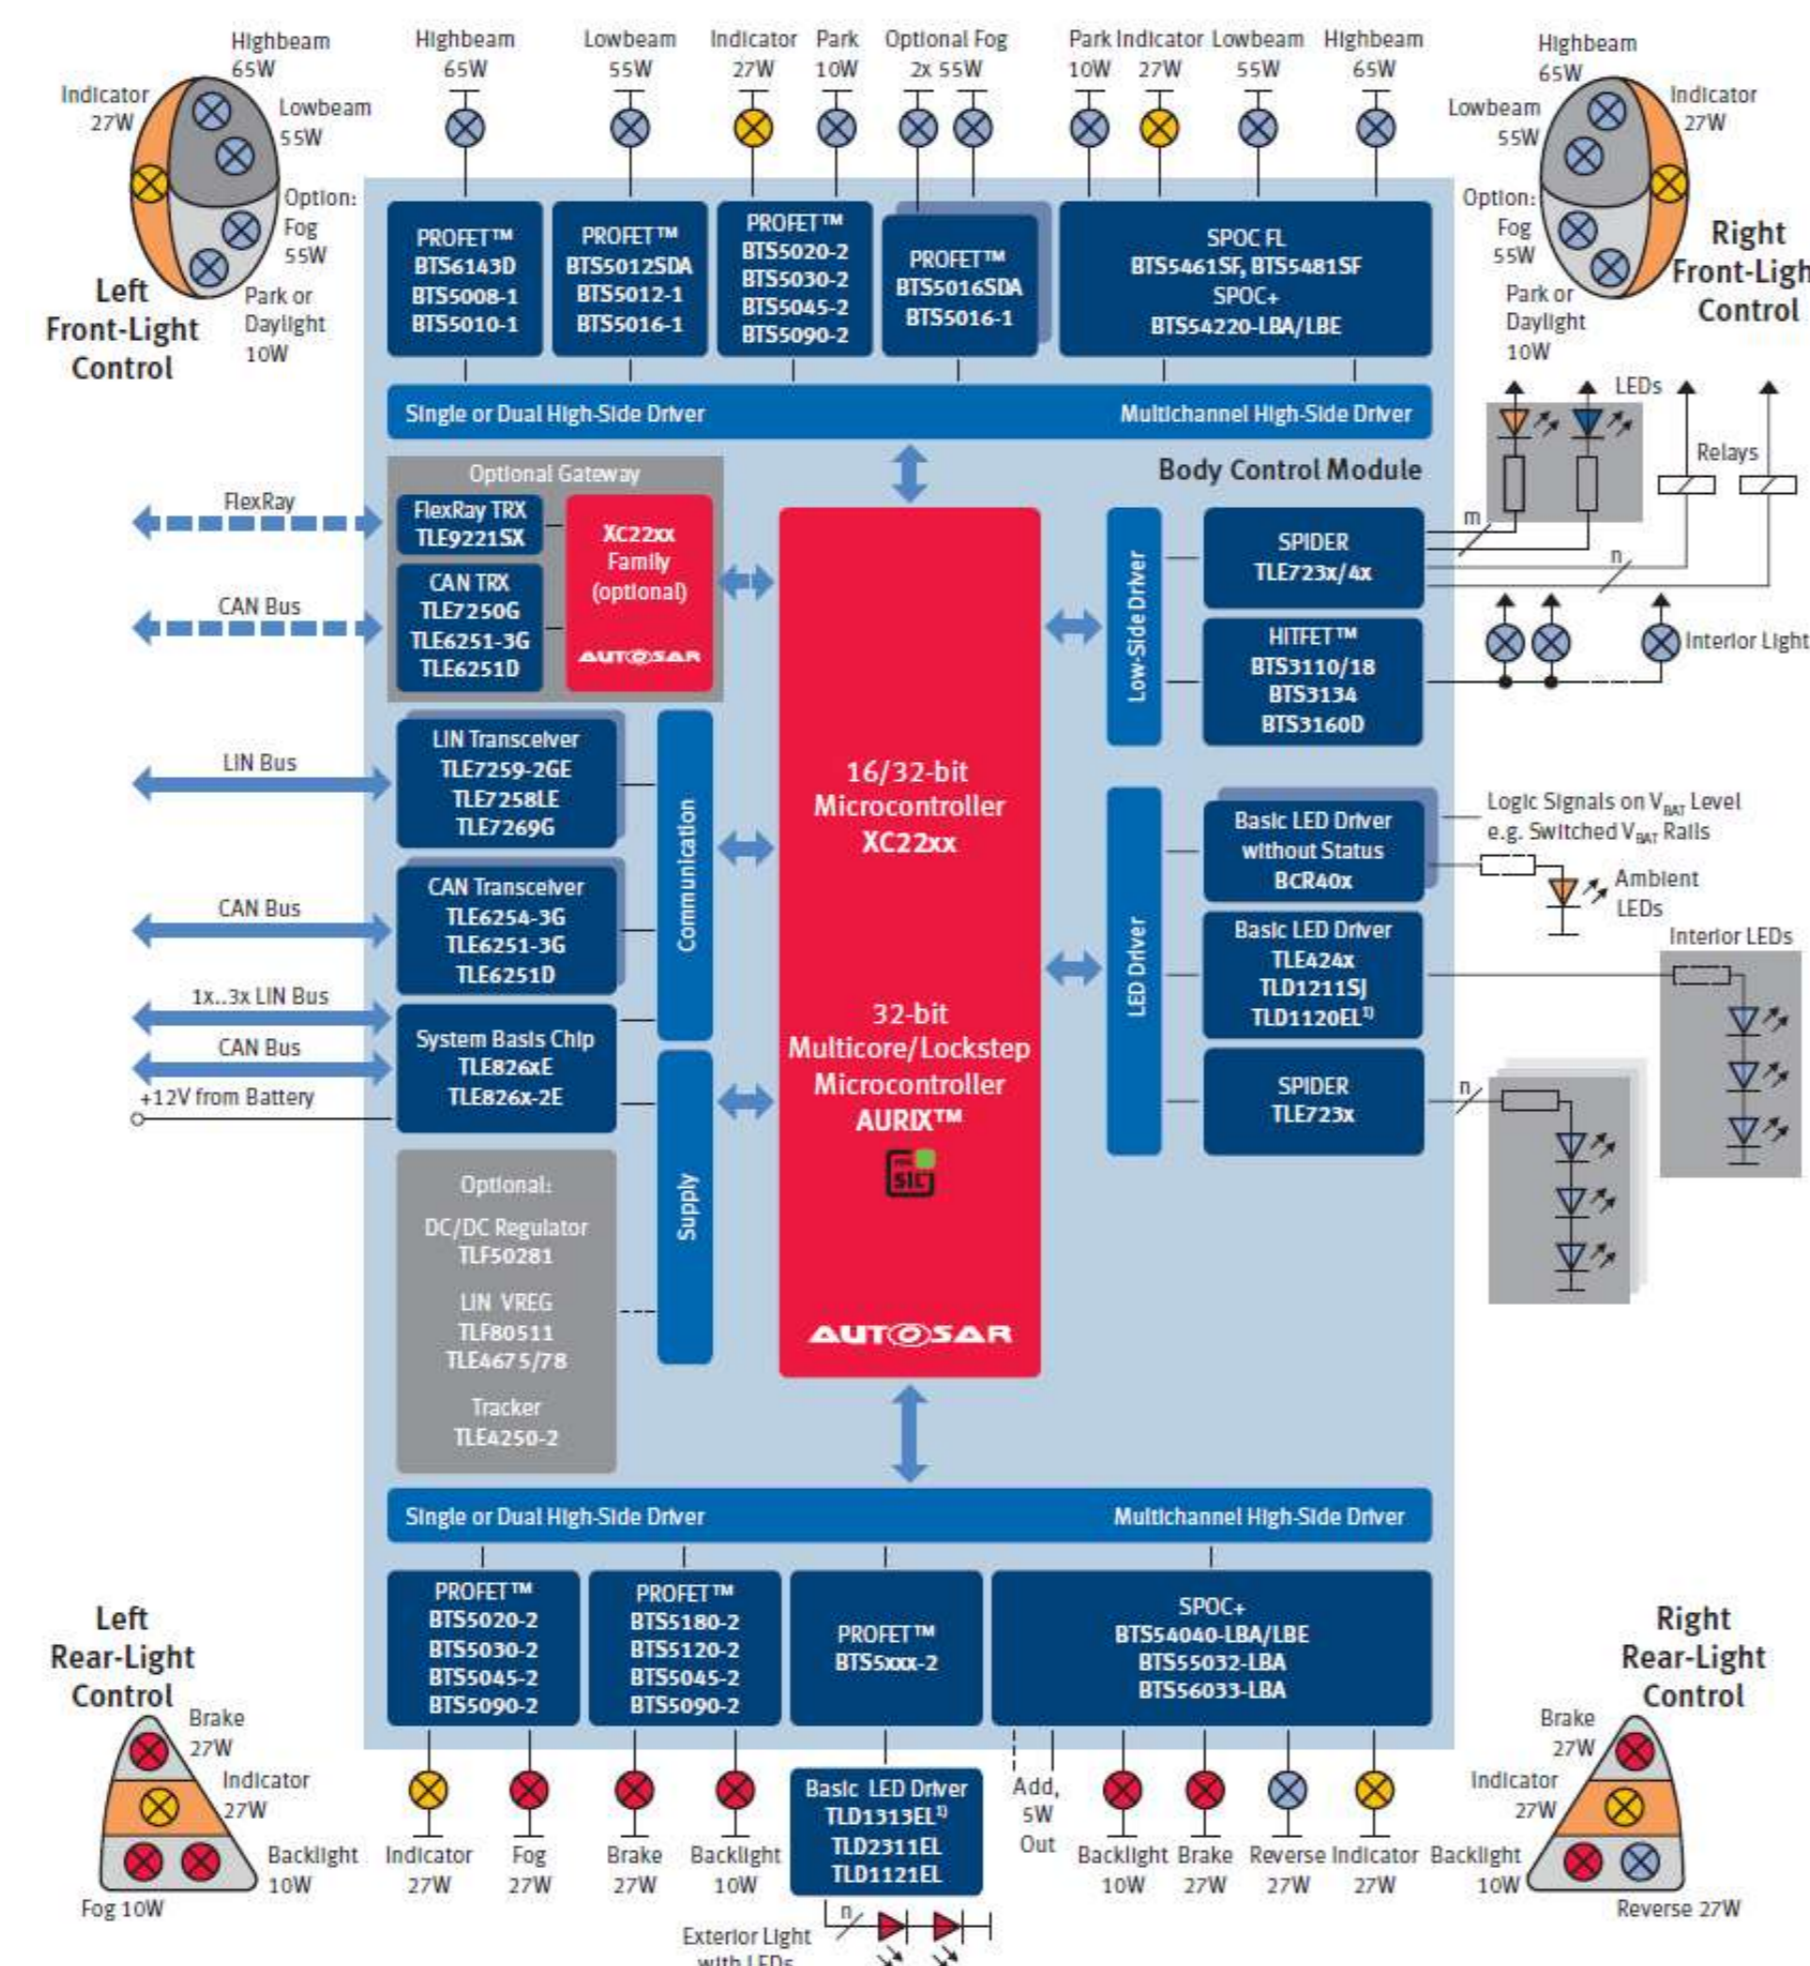 Highbeam
65W
Indicator
27W
Lowbeam
55W
Option:
Fog
55W
Park or
Daylight
10W
Left
Front-Light
Control
Highbeam
65W
Lowbeam
55W
Indicator
27W
Park
10W
Optional Fog
2x 55W
Park
10W
Indicator
27W
Lowbeam
55W
Highbeam
65W
Highbeam
65W
Lowbeam
55W
Indicator
27W
Option:
Fog
55W
Park or
Daylight
10W
Right
Front-Ligh
Control
PROFET™
BTS6143D
BTS5008-1
BTS5010-1
PROFET™
BTS5012SDA
BTS5012-1
BTS5016-1
PROFET™
BTS5020-2
BTS5030-2
BTS5045-2
BTS5090-2
PROFET™
BTS5016SDA
BTS5016-1
SPOC FL
BTS5461SF, BTS5481SF
SPOC+
BTS54220-LBA/LBE
Single or Dual High-Side Driver
Multichannel High-Side Driver
Body Control Module
Optional Gateway
FlexRay
FlexRay TRX
TLE9221SX
CAN Bus
CAN TRX
TLE7250G
TLE6251-3G
TLE6251D
XC22xx
Family
(optional)
AUTOSAR
LIN Bus
LIN Transceiver
TLE7259-2GE
TLE7258LE
TLE7269G
CAN Bus
CAN Transceiver
TLE6254-3G
TLE6251-3G
TLE6251D
1x..3x LIN Bus
CAN Bus
+12V from Battery
System Basis Chip
TLE826xE
TLE826x-2E
Communication
Supply
Optional:
DC/DC Regulator
TLF50281
LIN VREG
TLF80511
TLE4675/78
Tracker
TLE4250-2
16/32-bit
Microcontroller
XC22xx
32-bit
Multicore/Lockstep
Microcontroller
AURIX™
SIL
AUTOSAR
Low-Side Driver
SPIDER
TLE723x/4x
HITFET™
BTS3110/18
BTS3134
BTS3160D
LEDs
Relays
m
n
Interior Light
LED Driver
Basic LED Driver
without Status
BCR40x
Basic LED Driver
TLE424x
TLD1211SJ
TLD1120EL1)
SPIDER
TLE723x
Logic Signals on VBAT Level
e.g. Switched VBAT Rails
Ambient
LEDs
Interior LEDs
n
Single or Dual High-Side Driver
Multichannel High-Side Driver
PROFET™
BTS5020-2
BTS5030-2
BTS5045-2
BTS5090-2
PROFET™
BTS5180-2
BTS5120-2
BTS5045-2
BTS5090-2
PROFET™
BTS5xxx-2
SPOC+
BTS54040-LBA/LBE
BTS55032-LBA
BTS56033-LBA
Left
Rear-Light
Control
Brake
27W
Indicator
27W
Backlight
10W
Fog 10W
Indicator
27W
Fog
27W
Brake
27W
Backlight
10W
Basic LED Driver
TLD1313EL1)
TLD2311EL
TLD1121EL
n
Exterior Light
with LEDs
Add,
5W
Out
Backlight
10W
Brake
27W
Reverse
27W
Indicator
27W
Right
Rear-Light
Control
Brake
27W
Indicator
27W
Backlight
10W
Reverse 27W